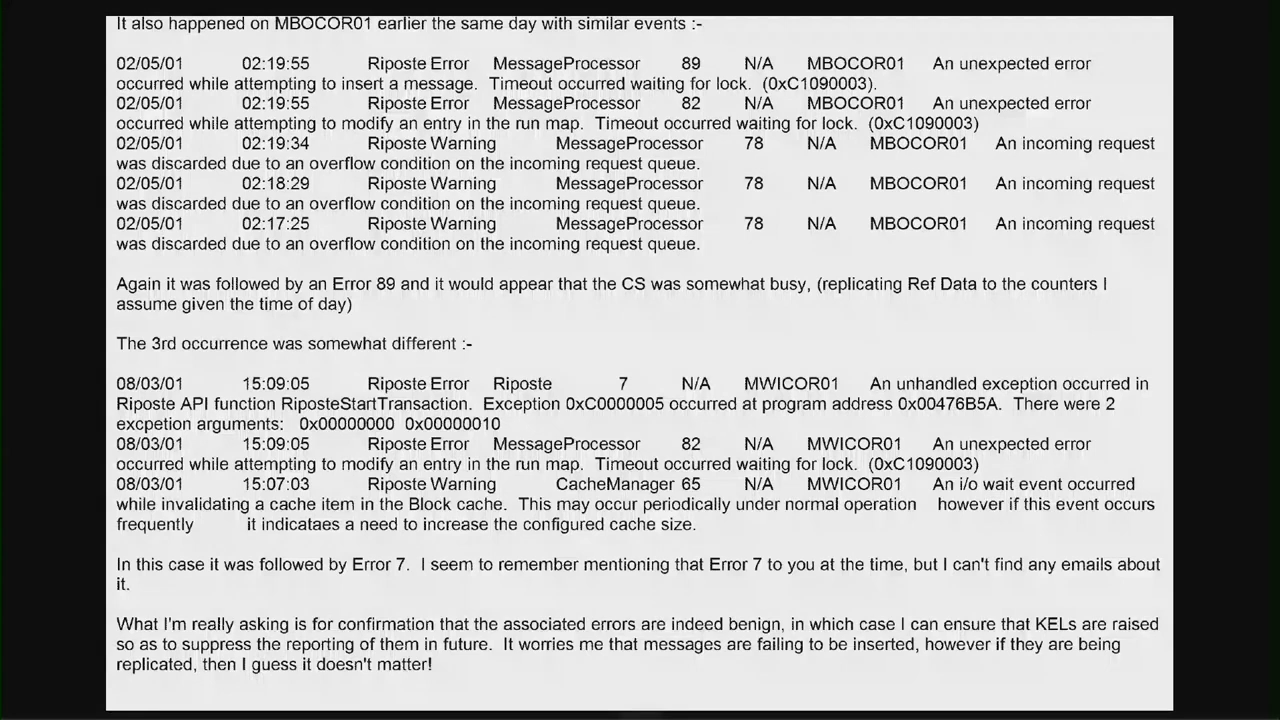 It also happened on MBOCOR01 earlier the same day with similar events :-
02/05/01 02:19:55 Riposte Error MessageProcessor 89 N/A MBOCOR01 An unexpected error
occurred while attempting to insert a message. Timeout occurred waiting for lock. (0xC1090003).
02/05/01 02:19:55 Riposte Error MessageProcessor 82 N/A MBOCOR01 An unexpected error
occurred while attempting to modify an entry in the run map. Timeout occurred waiting for lock. (0xC1090003)
02/05/01 02:19:34 Riposte Warning MessageProcessor 78 N/A MBOCOR01 An incoming request
was discarded due to an overflow condition on the incoming request queue.
02/05/01 02:18:29 Riposte Warning MessageProcessor 78 N/A MBOCOR01 An incoming request
was discarded due to an overflow condition on the incoming request queue.
02/05/01 02:17:25 Riposte Warning MessageProcessor 78 N/A MBOCOR01 An incoming request
was discarded due to an overflow condition on the incoming request queue.
Again it was followed by an Error 89 and it would appear that the CS was somewhat busy, (replicating Ref Data to the counters I
assume given the time of day)
The 3rd occurrence was somewhat different :-
08/03/01 15:09:05 Riposte Error Riposte 7 N/A MWICOR01 An unhandled exception occurred in
Riposte API function RiposteStartTransaction. Exception 0xC0000005 occurred at program address 0x00476B5A. There were 2
excpetion arguments: 0x00000000 0x00000010
08/03/01 15:09:05 Riposte Error MessageProcessor 82 N/A MWICOR01 An unexpected error
occurred while attempting to modify an entry in the run map. Timeout occurred waiting for lock. (0xC1090003)
08/03/01 15:07:03 Riposte Warning CacheManager 65 N/A MWICOR01 An i/o wait event occurred
while invalidating a cache item in the Block cache. This may occur periodically under normal operation however if this event occurs
frequently it indicataes a need to increase the configured cache size.
In this case it was followed by Error 7. I seem to remember mentioning that Error 7 to you at the time, but I can't find any emails about
it.
What I'm really asking is for confirmation that the associated errors are indeed benign, in which case I can ensure that KELs are raised
so as to suppress the reporting of them in future. It worries me that messages are failing to be inserted, however if they are being
replicated, then I guess it doesn't matter!